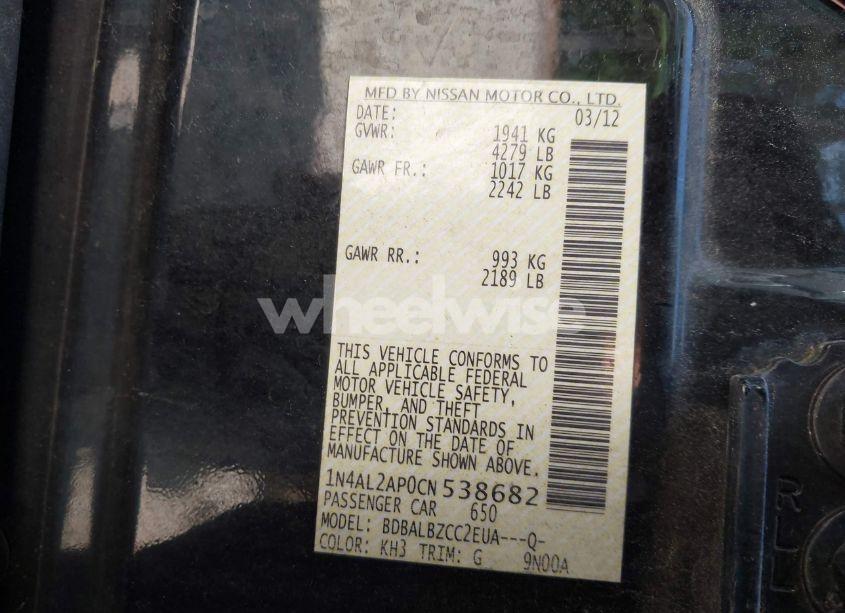 MFD BY NISSAN MOTOR CO., LTD.
DATE: 03/12
GVWR: 1941 KG
4279 LB
GAWR FR.: 1017 KG
2242 LB
GAWR RR.: 993 KG
2189 LB
wheelwise
THIS VEHICLE CONFORMS TO
ALL APPLICABLE FEDERAL
MOTOR VEHICLE SAFETY,
BUMPER, AND THEFT
PREVENTION STANDARDS IN
EFFECT ON THE DATE OF
MANUFACTURE SHOWN ABOVE.
1N4AL2AP0CN538682
PASSENGER CAR 650
MODEL: BDBALBZCC2EUA---Q-
COLOR: KH3 TRIM: G 9N00A